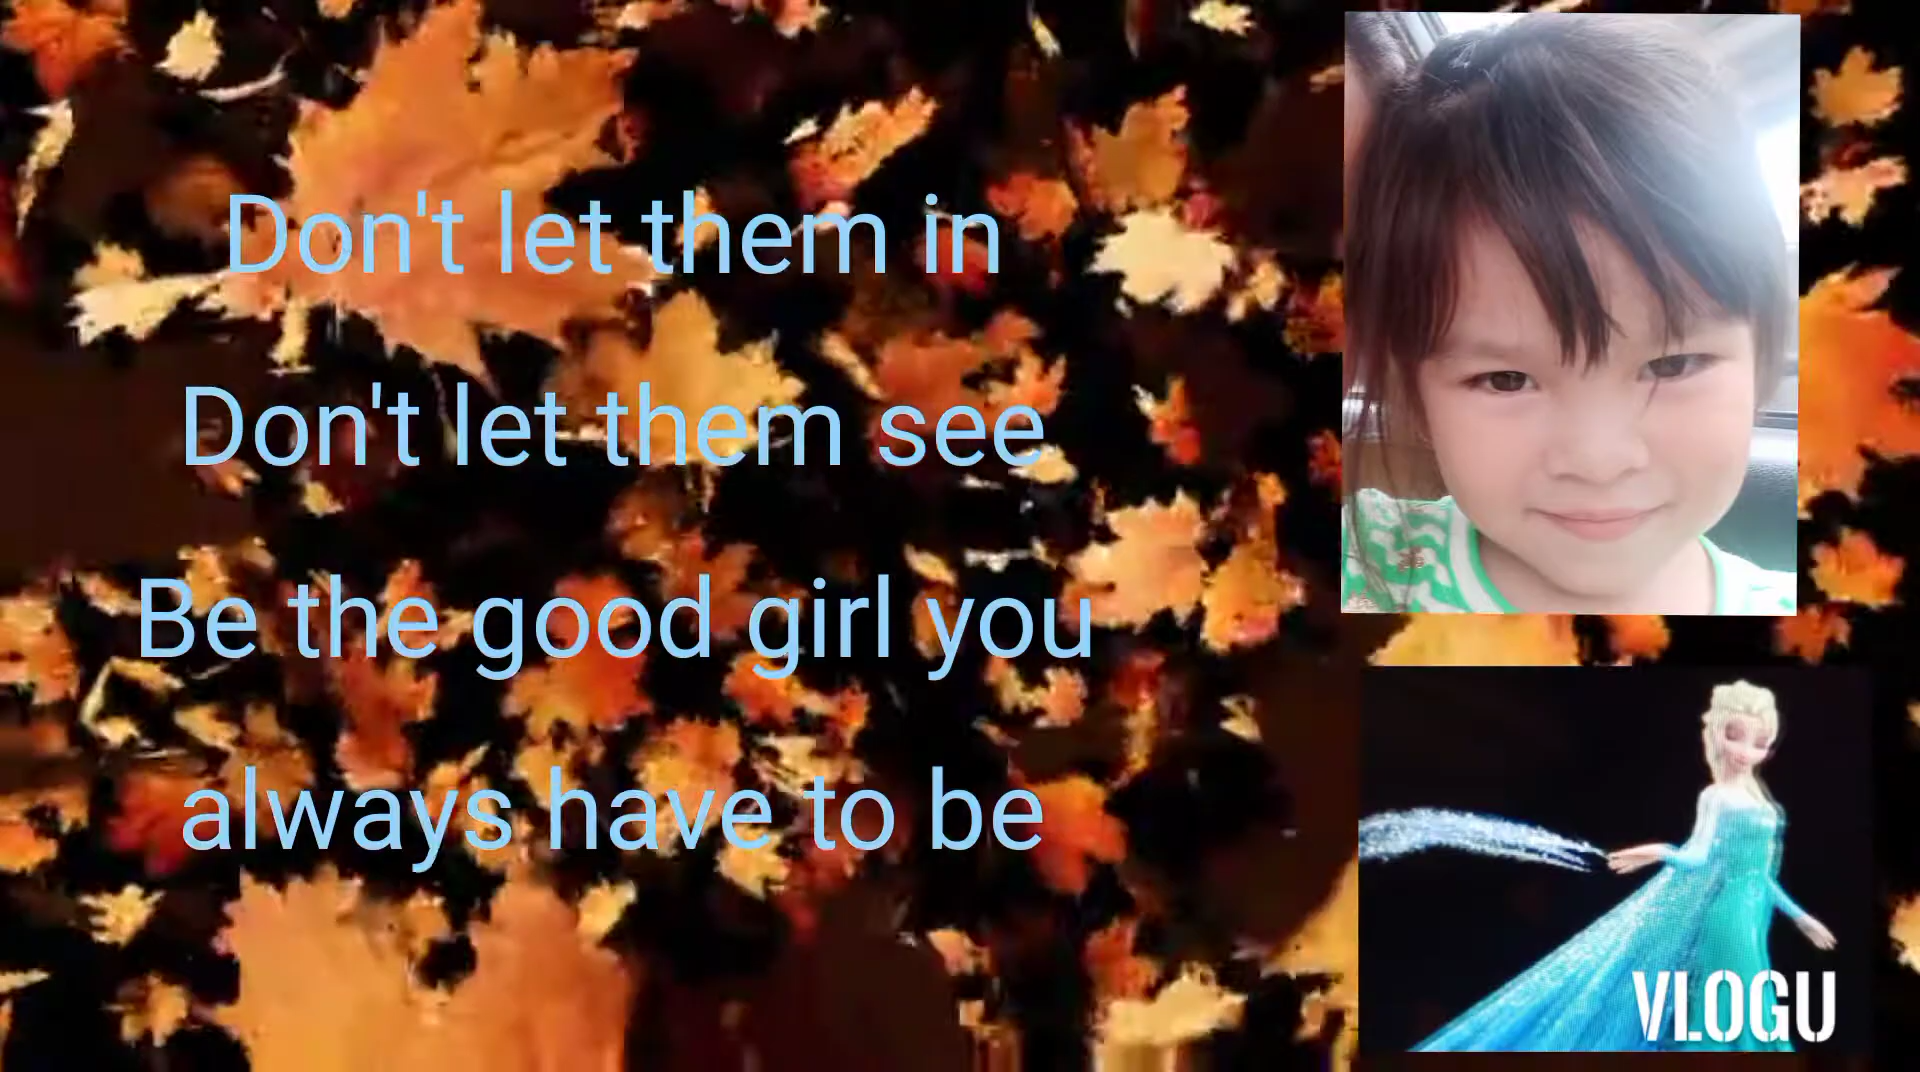 Don't let them in
Don't let them see
Be the good girl you
always have to be
VLOGU